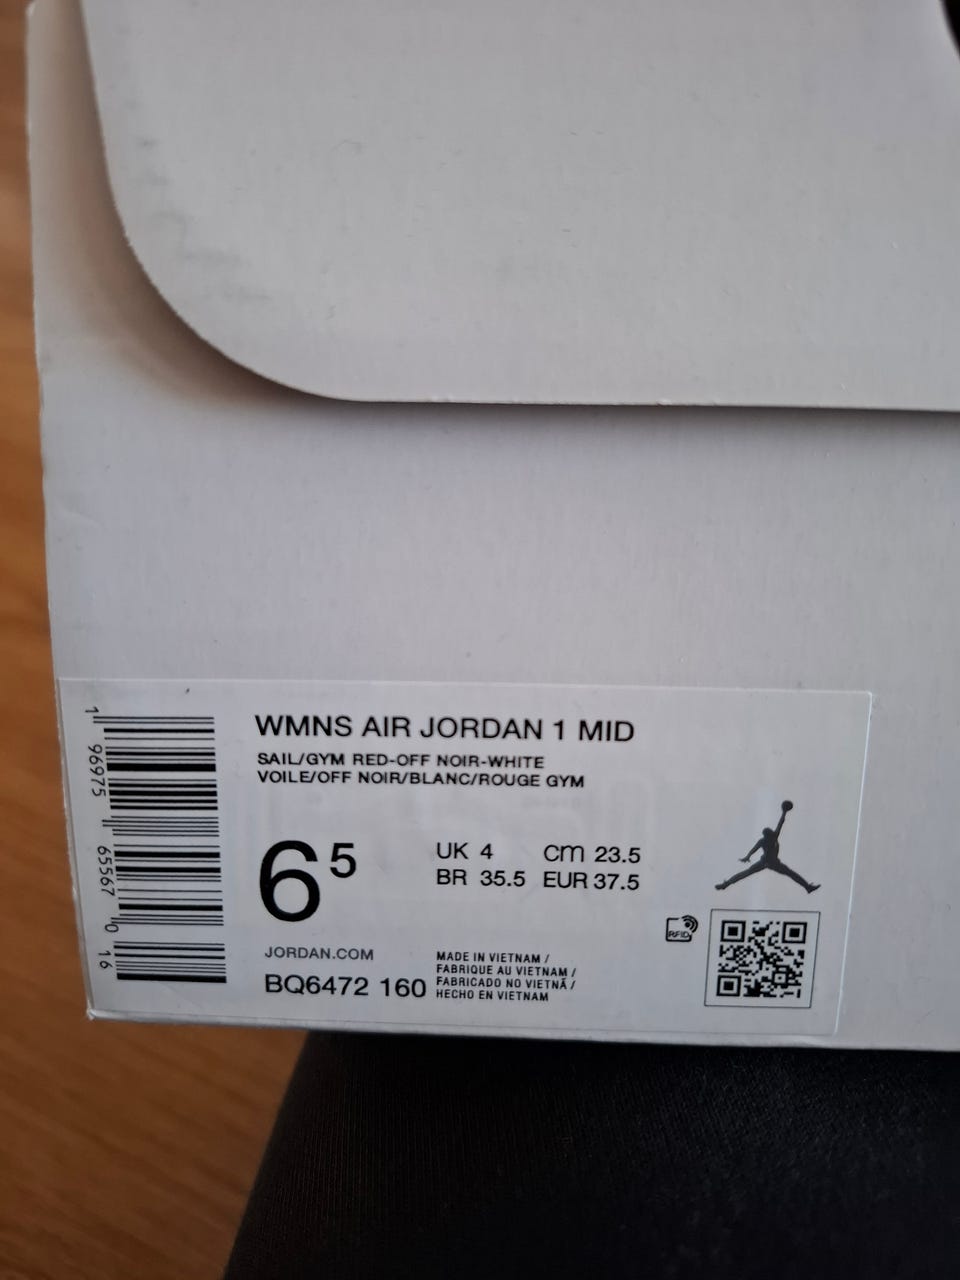 WMNS AIR JORDAN 1 MID
SAIL/GYM RED-OFF NOIR-WHITE
VOILE/OFF NOIR/BLANC/ROUGE GYM
6⁵
UK 4 cm 23.5
BR 35.5 EUR 37.5
RFID
JORDAN.COM
BQ6472 160
MADE IN VIETNAM /
FABRIQUE AU VIETNAM /
FABRICADO NO VIETNÃ /
HECHO EN VIETNAM
1 96975 65567 0 16